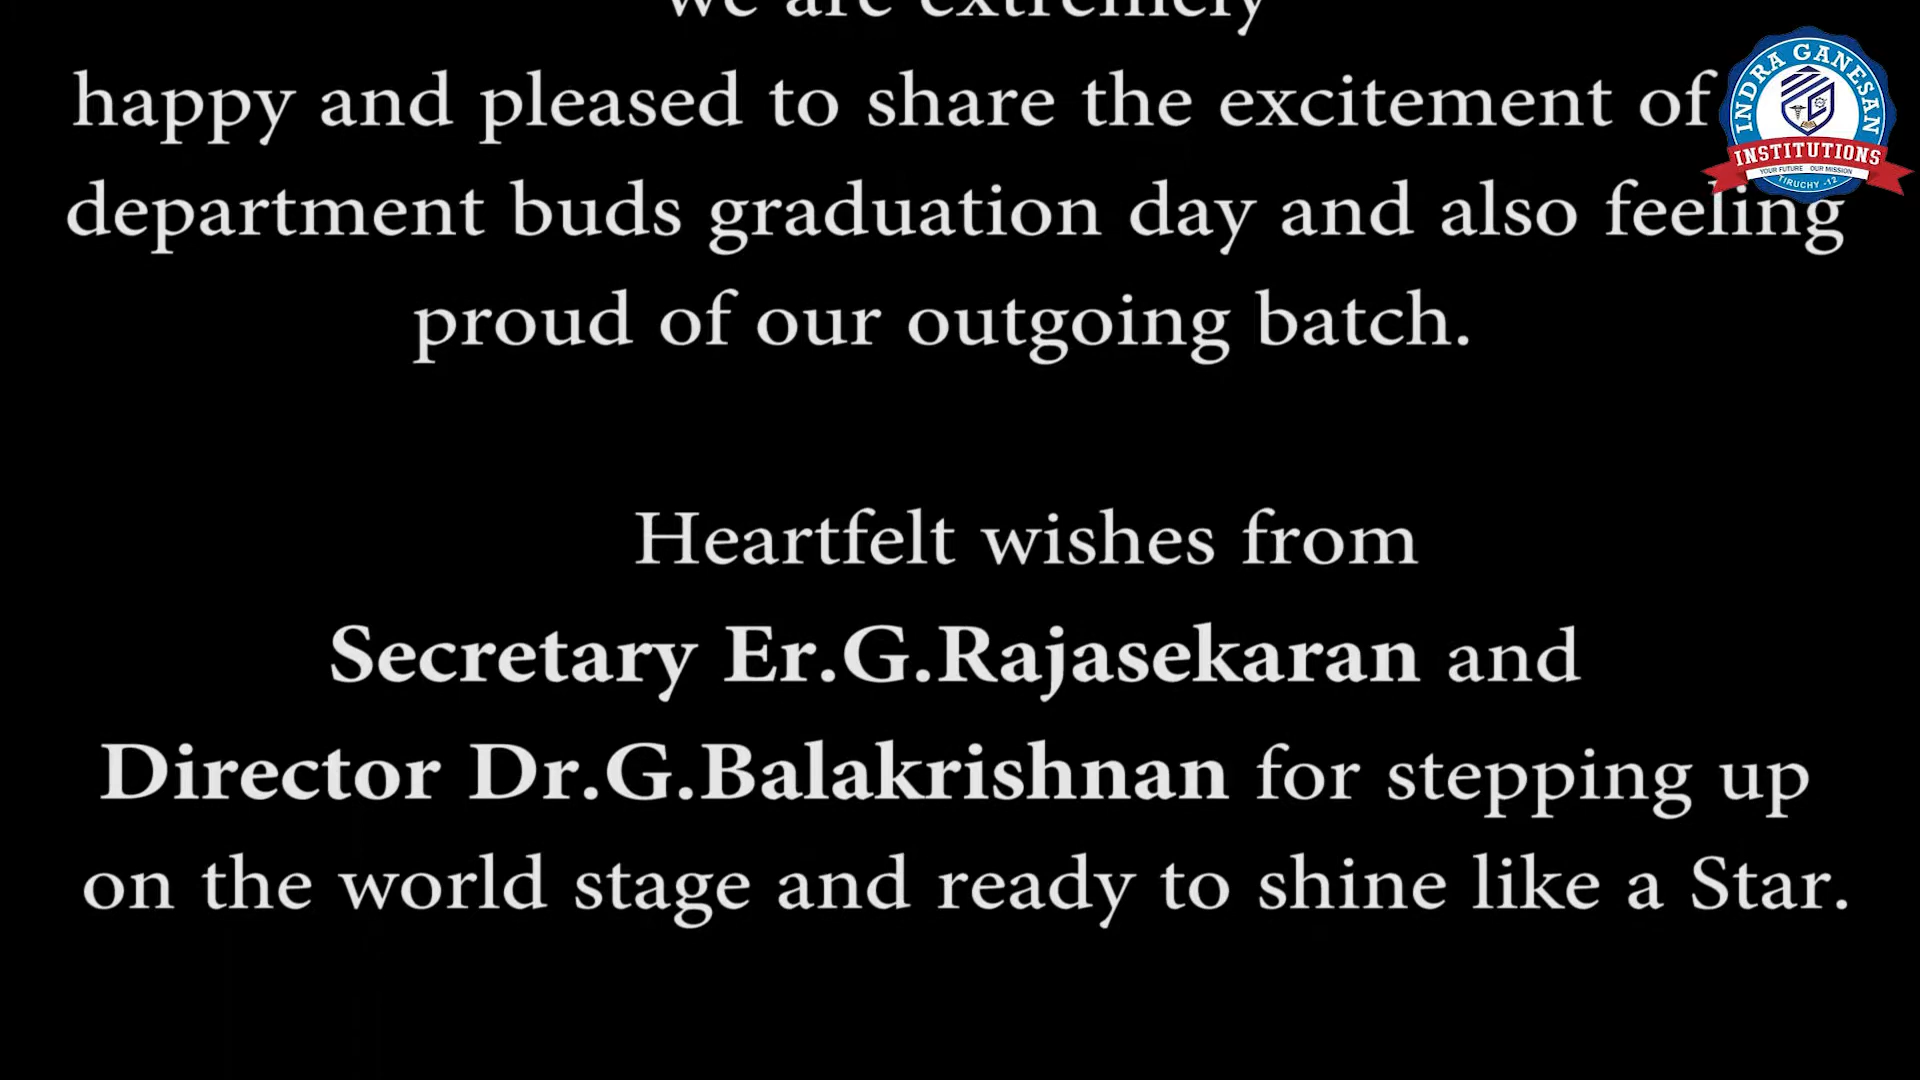 we are extremely
happy and pleased to share the excitement of
department buds graduation day and also feeling
proud of our outgoing batch.
Heartfelt wishes from
Secretary Er.G.Rajasekaran and
Director Dr.G.Balakrishnan for stepping up
on the world stage and ready to shine like a Star.
INDRA GANESAN
INSTITUTIONS
YOUR FUTURE OUR MISSION
TIRUCHY -12